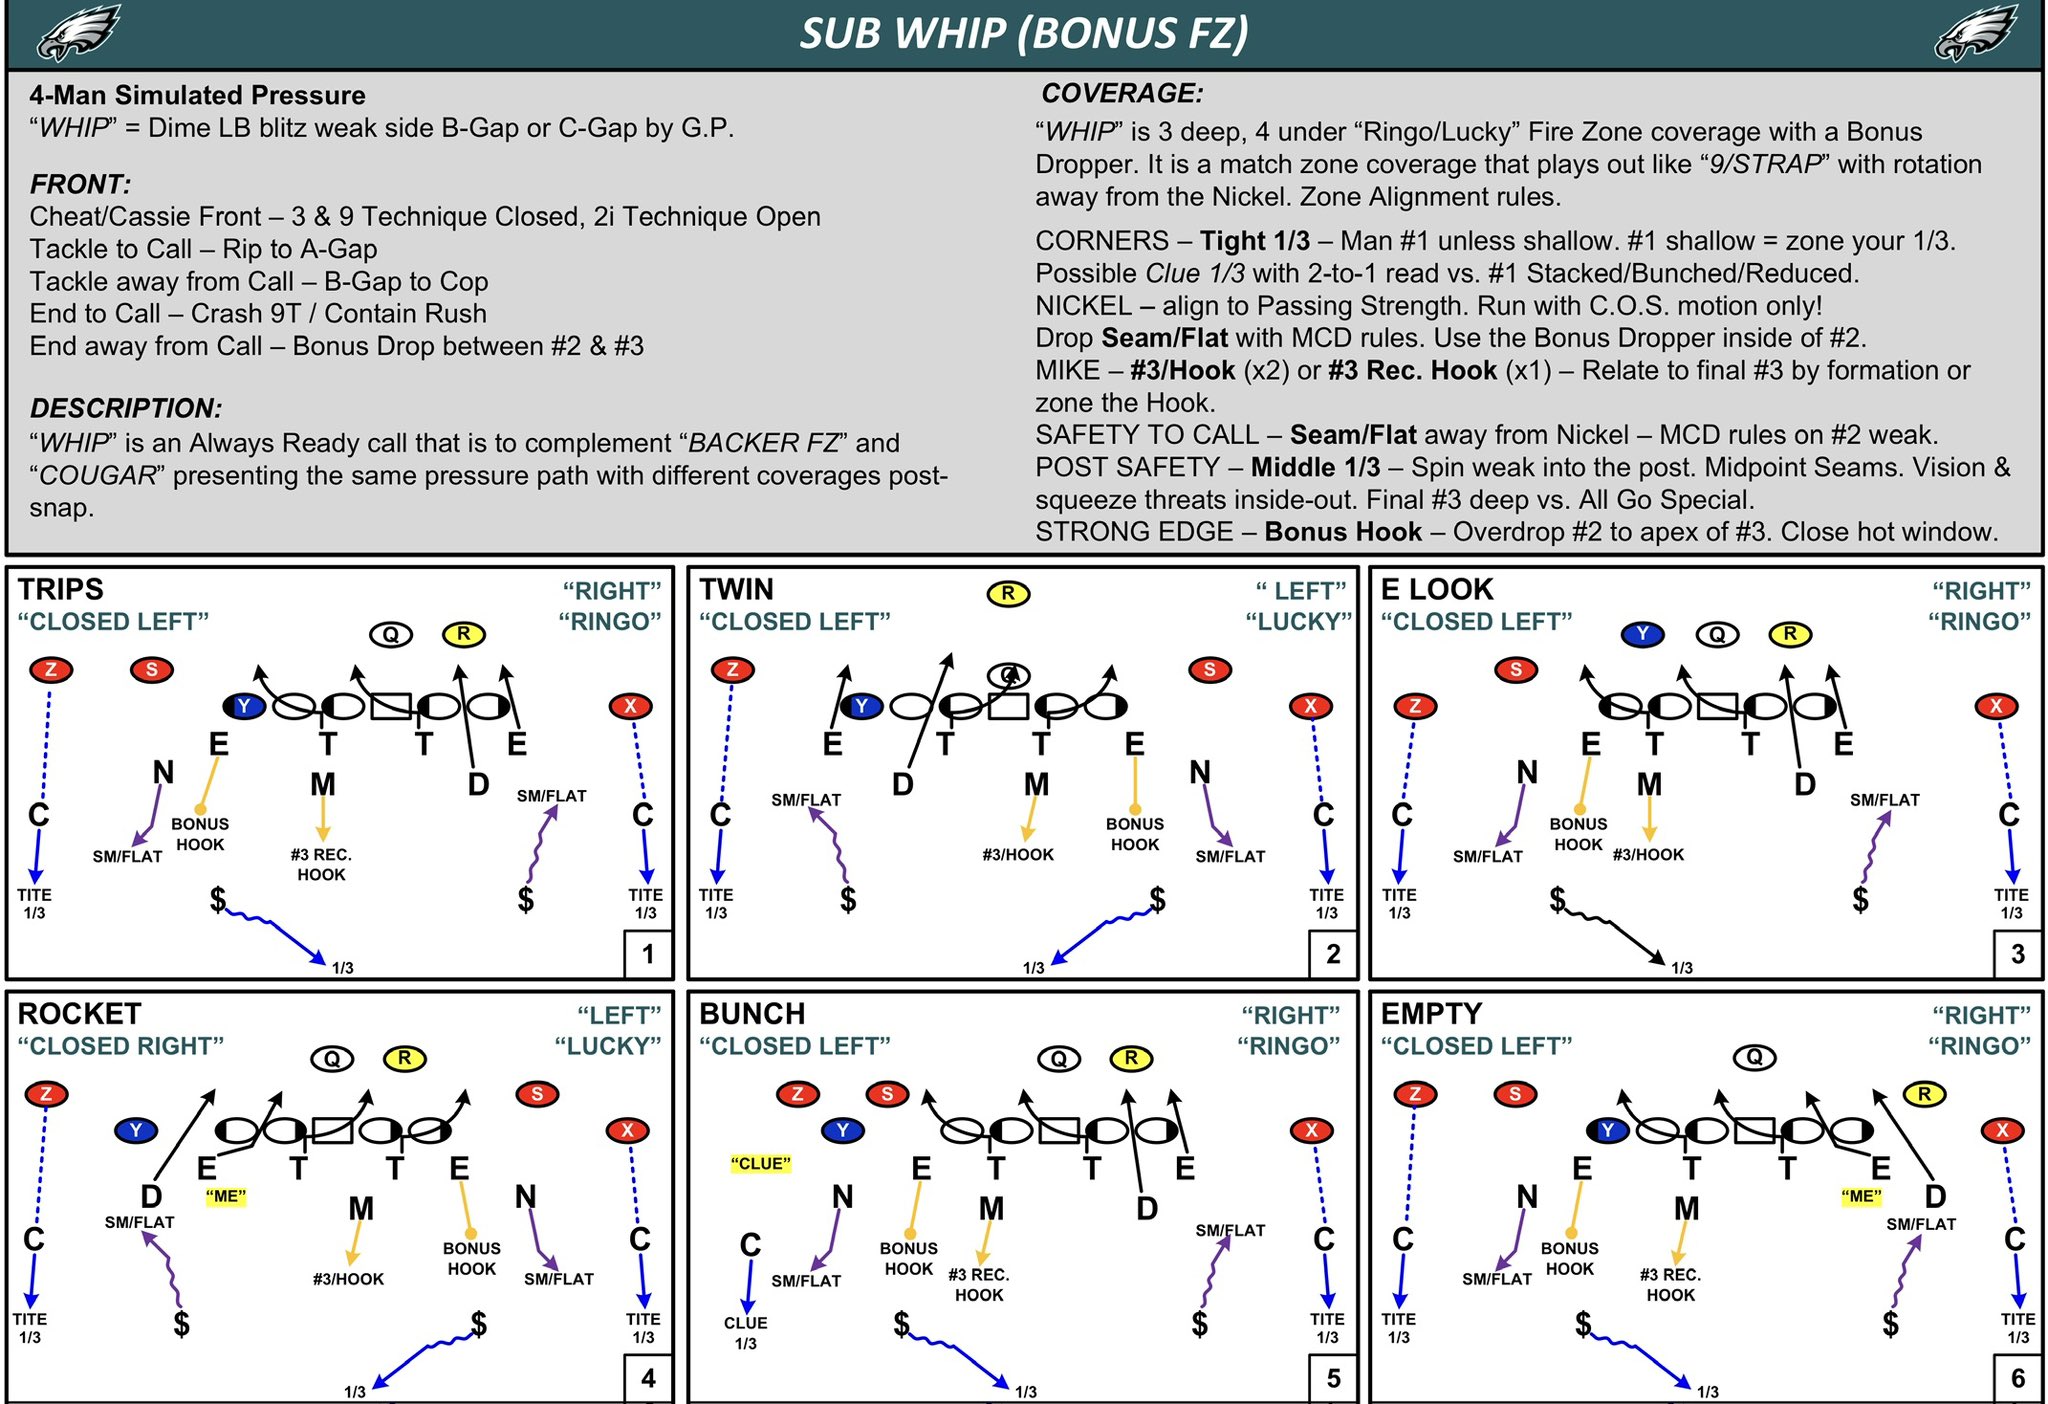 SUB WHIP (BONUS FZ)
4-Man Simulated Pressure
“WHIP” = Dime LB blitz weak side B-Gap or C-Gap by G.P.
FRONT:
Cheat/Cassie Front – 3 & 9 Technique Closed, 2i Technique Open
Tackle to Call – Rip to A-Gap
Tackle away from Call – B-Gap to Cop
End to Call – Crash 9T / Contain Rush
End away from Call – Bonus Drop between #2 & #3
DESCRIPTION:
“WHIP” is an Always Ready call that is to complement “BACKER FZ” and
“COUGAR” presenting the same pressure path with different coverages post-
snap.
COVERAGE:
“WHIP” is 3 deep, 4 under “Ringo/Lucky” Fire Zone coverage with a Bonus
Dropper. It is a match zone coverage that plays out like “9/STRAP” with rotation
away from the Nickel. Zone Alignment rules.
CORNERS – Tight 1/3 – Man #1 unless shallow. #1 shallow = zone your 1/3.
Possible Clue 1/3 with 2-to-1 read vs. #1 Stacked/Bunched/Reduced.
NICKEL – align to Passing Strength. Run with C.O.S. motion only!
Drop Seam/Flat with MCD rules. Use the Bonus Dropper inside of #2.
MIKE – #3/Hook (x2) or #3 Rec. Hook (x1) – Relate to final #3 by formation or
zone the Hook.
SAFETY TO CALL – Seam/Flat away from Nickel – MCD rules on #2 weak.
POST SAFETY – Middle 1/3 – Spin weak into the post. Midpoint Seams. Vision &
squeeze threats inside-out. Final #3 deep vs. All Go Special.
STRONG EDGE – Bonus Hook – Overdrop #2 to apex of #3. Close hot window.
TRIPS “RIGHT”
“CLOSED LEFT” “RINGO”
Q R
Z S
Y X
E T T E
N M D
SM/FLAT
C C
BONUS
HOOK
SM/FLAT
#3 REC.
HOOK
TITE
1/3
$ $
TITE
1/3
1/3
1
TWIN “ LEFT”
“CLOSED LEFT” “LUCKY”
R
Z Q S
Y X
E T T E
D M N
SM/FLAT
C C
BONUS
HOOK
#3/HOOK
SM/FLAT
TITE
1/3
$ $
TITE
1/3
1/3
2
E LOOK “RIGHT”
“CLOSED LEFT” “RINGO”
Y Q R
S
Z X
E T T E
N M D
SM/FLAT
C C
BONUS
HOOK
SM/FLAT
#3/HOOK
TITE
1/3
$ $
TITE
1/3
1/3
3
ROCKET “LEFT”
“CLOSED RIGHT” “LUCKY”
Q R
Z S
Y X
E T T E
D “ME” M N
SM/FLAT
C C
BONUS
HOOK
#3/HOOK
SM/FLAT
TITE
1/3
$ $
TITE
1/3
1/3
4
BUNCH “RIGHT”
“CLOSED LEFT” “RINGO”
Q R
Z S
Y X
“CLUE”
E T T E
N M D
SM/FLAT
C C
BONUS
HOOK
SM/FLAT
#3 REC.
HOOK
CLUE
1/3
$ $
TITE
1/3
1/3
5
EMPTY “RIGHT”
“CLOSED LEFT” “RINGO”
Q
Z S R
Y X
E T T E
N M “ME” D
SM/FLAT
C C
BONUS
HOOK
SM/FLAT
#3 REC.
HOOK
TITE
1/3
$ $
TITE
1/3
1/3
6